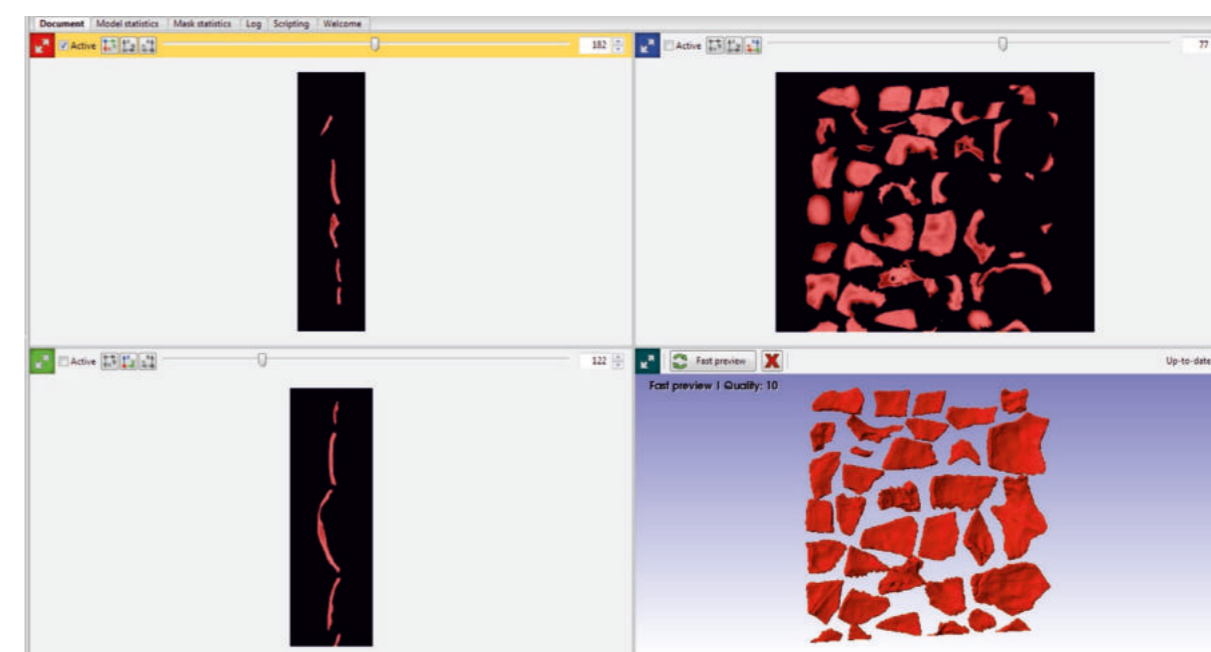 Document Model statistics Mask statistics Log Scripting Welcome
Active 182
Active 77
Active 122
Fast preview Up-to-date
Fast preview | Quality: 10